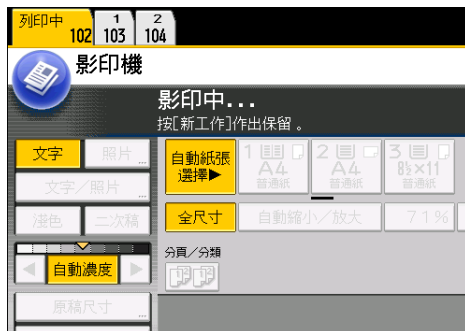 列印中 1 2
102 103 104
影印機
影印中...
按[新工作]作出保留。
文字 照片
文字／照片
淺色 二次稿
自動濃度
原稿尺寸
自動紙張
選擇▶
1 A4 普通紙
2 A4 普通紙
3 8½×11 普通紙
全尺寸 自動縮小／放大 71%
分頁／分類